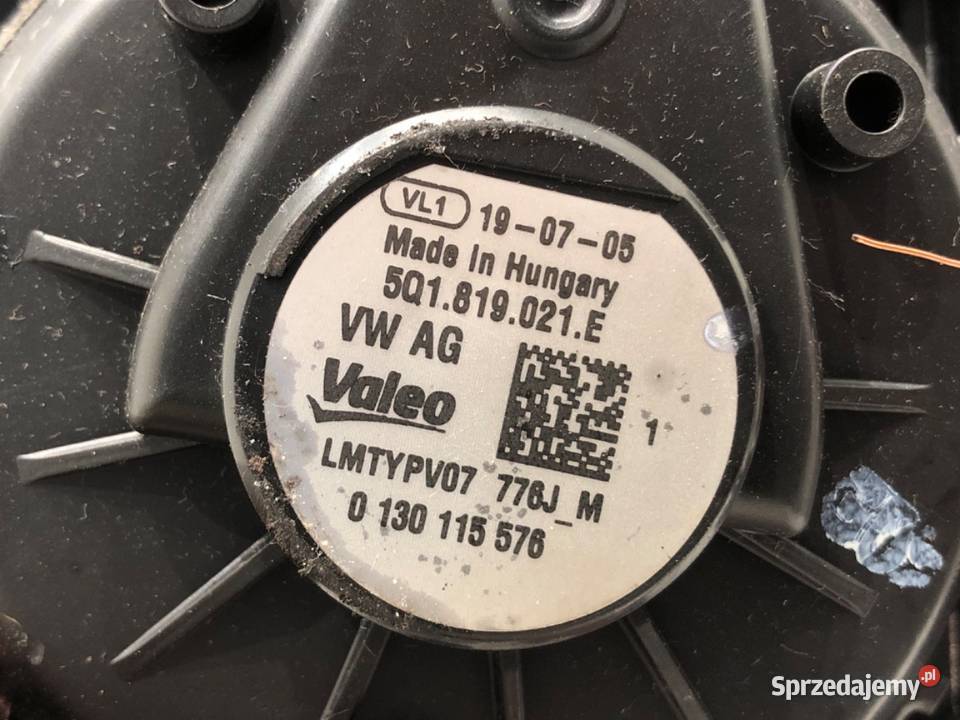 VL1 19-07-05
Made in Hungary
5Q1.819.021.E
VW AG
Valeo
1
LMTYPV07 776J_M
0 130 115 576
Sprzedajemy.pl